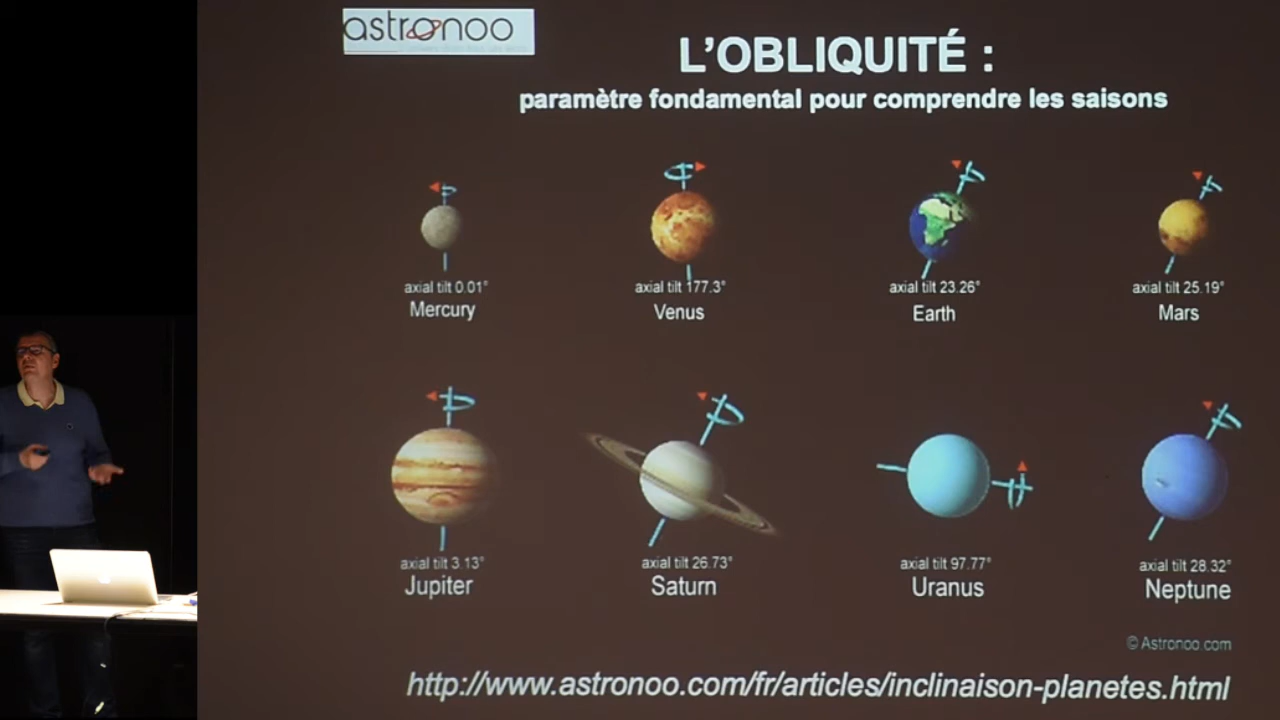 astronoo
L'OBLIQUITÉ :
paramètre fondamental pour comprendre les saisons
axial tilt 0.01°
Mercury
axial tilt 177.3°
Venus
axial tilt 23.26°
Earth
axial tilt 25.19°
Mars
axial tilt 3.13°
Jupiter
axial tilt 26.73°
Saturn
axial tilt 97.77°
Uranus
axial tilt 28.32°
Neptune
© Astronoo.com
http://www.astronoo.com/fr/articles/inclinaison-planetes.html